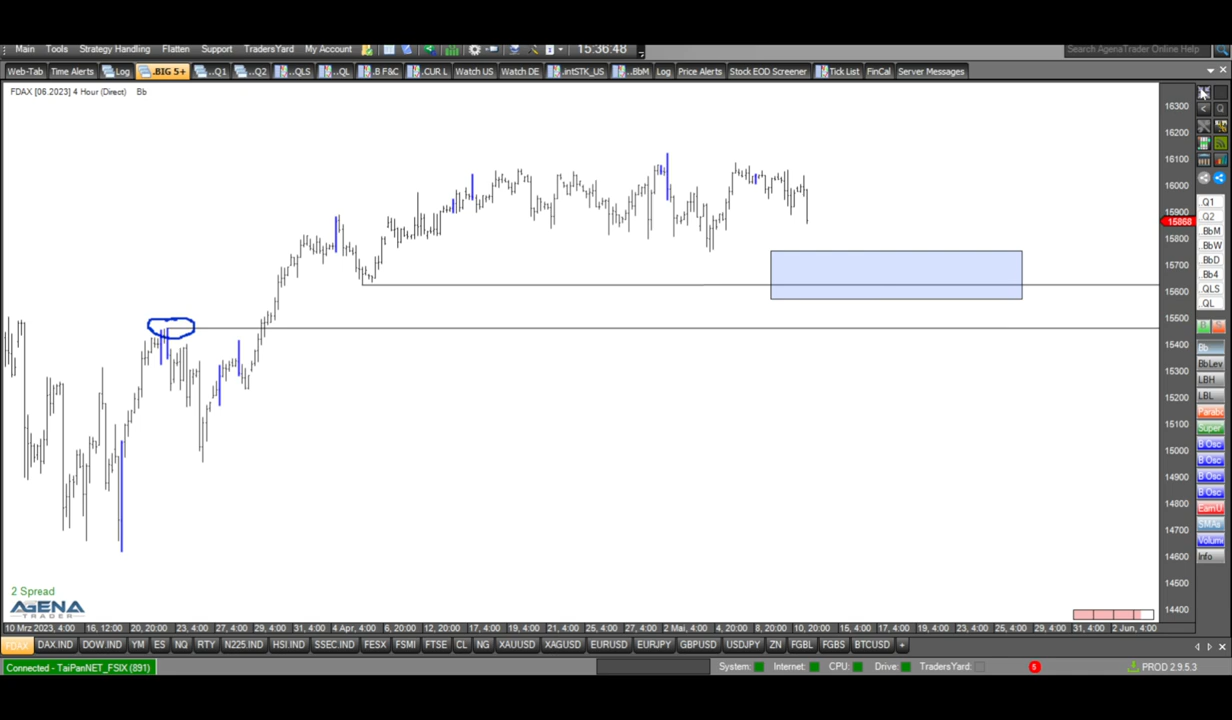 Main Tools Strategy Handling Flatten Support TradersYard My Account 15:36:48 Search AgenaTrader Online Help
Web-Tab Time Alerts Log .BIG 5+ ..Q1 ..Q2 ..QLS ..QL .B F&C .CUR L Watch US Watch DE .intSTK_US ..BbM Log Price Alerts Stock EOD Screener Tick List FinCal Server Messages
FDAX [06.2023] 4 Hour (Direct) Bb
16300
16200
16100
16000
15900
15868
15800
15700
15600
15500
15400
15300
15200
15100
15000
14900
14800
14700
14600
14500
14400
< Q
..Q1
..Q2
..BbM
..BbW
..BbD
..Bb4
..QLS
..QL
B S
Bb
BbLev
LBH
LBL
Parabo
Super
B Osc
B Osc
B Osc
B Osc
EarnU
SMAs
Volum
Info
2 Spread
AGENA
TRADER
10 Mrz 2023, 4:00 16, 12:00 20, 20:00 23, 4:00 27, 4:00 29, 4:00 31, 4:00 4 Apr, 4:00 6, 20:00 12, 20:00 17, 4:00 19, 4:00 21, 4:00 25, 4:00 27, 4:00 2 Mai, 4:00 4, 20:00 8, 20:00 10, 20:00 15, 4:00 17, 4:00 19, 4:00 23, 4:00 25, 4:00 29, 4:00 31, 4:00 2 Jun, 4:00
FDAX DAX.IND DOW.IND YM ES NQ RTY N225.IND HSI.IND SSEC.IND FESX FSMI FTSE CL NG XAUUSD XAGUSD EURUSD EURJPY GBPUSD USDJPY ZN FGBL FGBS BTCUSD +
Connected - TaiPanNET_FSIX (891) System: Internet: CPU: Drive: TradersYard: 5 PROD 2.9.5.3